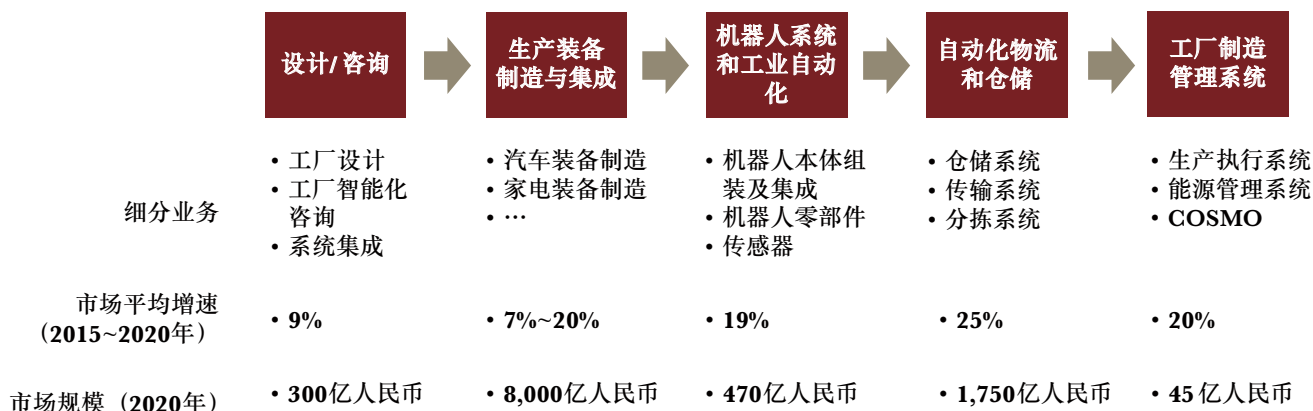 设计/ 咨询
生产装备
制造与集成
机器人系统
和工业自动
化
自动化物流
和仓储
工厂制造
管理系统
细分业务
• 工厂设计
• 工厂智能化
咨询
• 系统集成
• 汽车装备制造
• 家电装备制造
• …
• 机器人本体组
装及集成
• 机器人零部件
• 传感器
• 仓储系统
• 传输系统
• 分拣系统
• 生产执行系统
• 能源管理系统
• COSMO
市场平均增速
（2015~2020年）
• 9%
• 7%~20%
• 19%
• 25%
• 20%
市场规模（2020年）
• 300亿人民币
• 8,000亿人民币
• 470亿人民币
• 1,750亿人民币
• 45 亿人民币